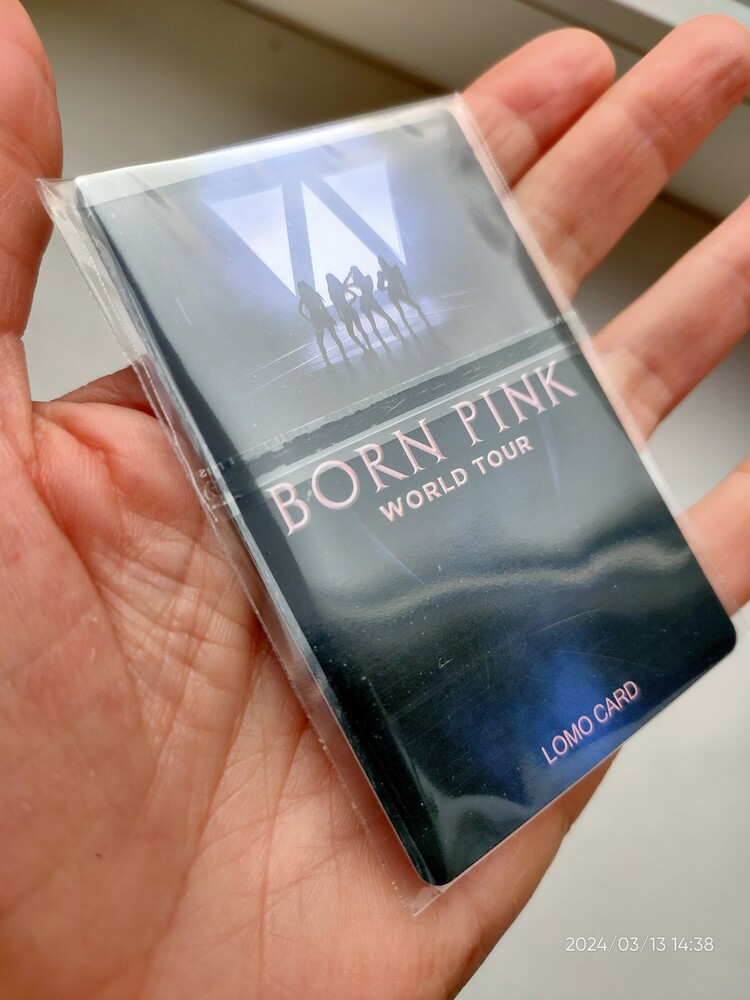 BORN PINK
WORLD TOUR
LOMO CARD
2024/03/13 14:38